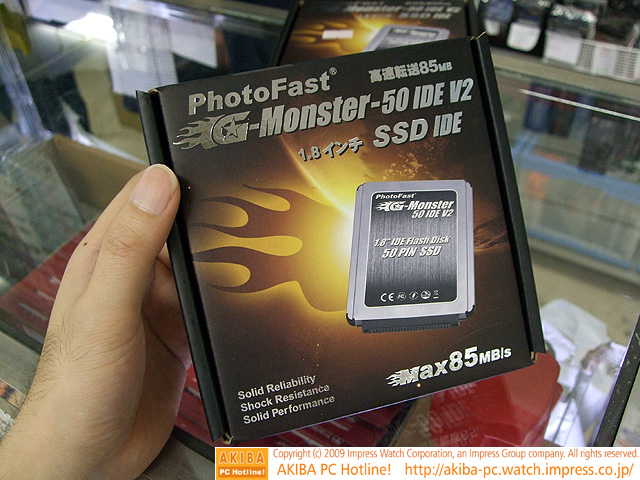 高速転送85MB
PhotoFast®
G-Monster-50 IDE V2
1.8インチ SSD IDE
PhotoFast®
G-Monster
50 IDE V2
1.8" IDE Flash Disk
50 PIN SSD
CE FC
Max85MB/s
Solid Reliability
Shock Resistance
Solid Performance
AKIBA
PC Hotline!
Copyright (c) 2009 Impress Watch Corporation, an Impress Group company. All rights reserved.
AKIBA PC Hotline! http://akiba-pc.watch.impress.co.jp/